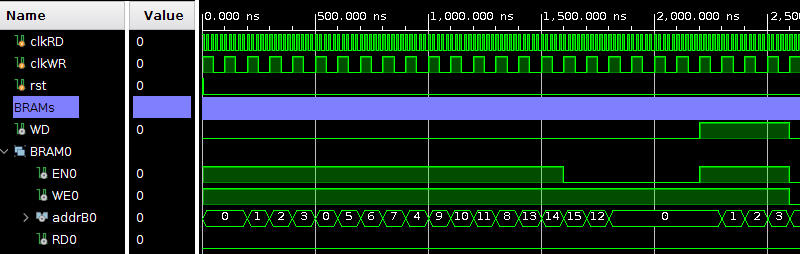 Name Value 0.000 ns 500.000 ns 1,000.000 ns 1,500.000 ns 2,000.000 ns 2,5
clkRD 0
clkWR 0
rst 0
BRAMs
WD 0
BRAM0
EN0 0
WE0 0
addrB0 0 0 1 2 3 0 5 6 7 4 9 10 11 8 13 14 15 12 0 1 2 3
RD0 0